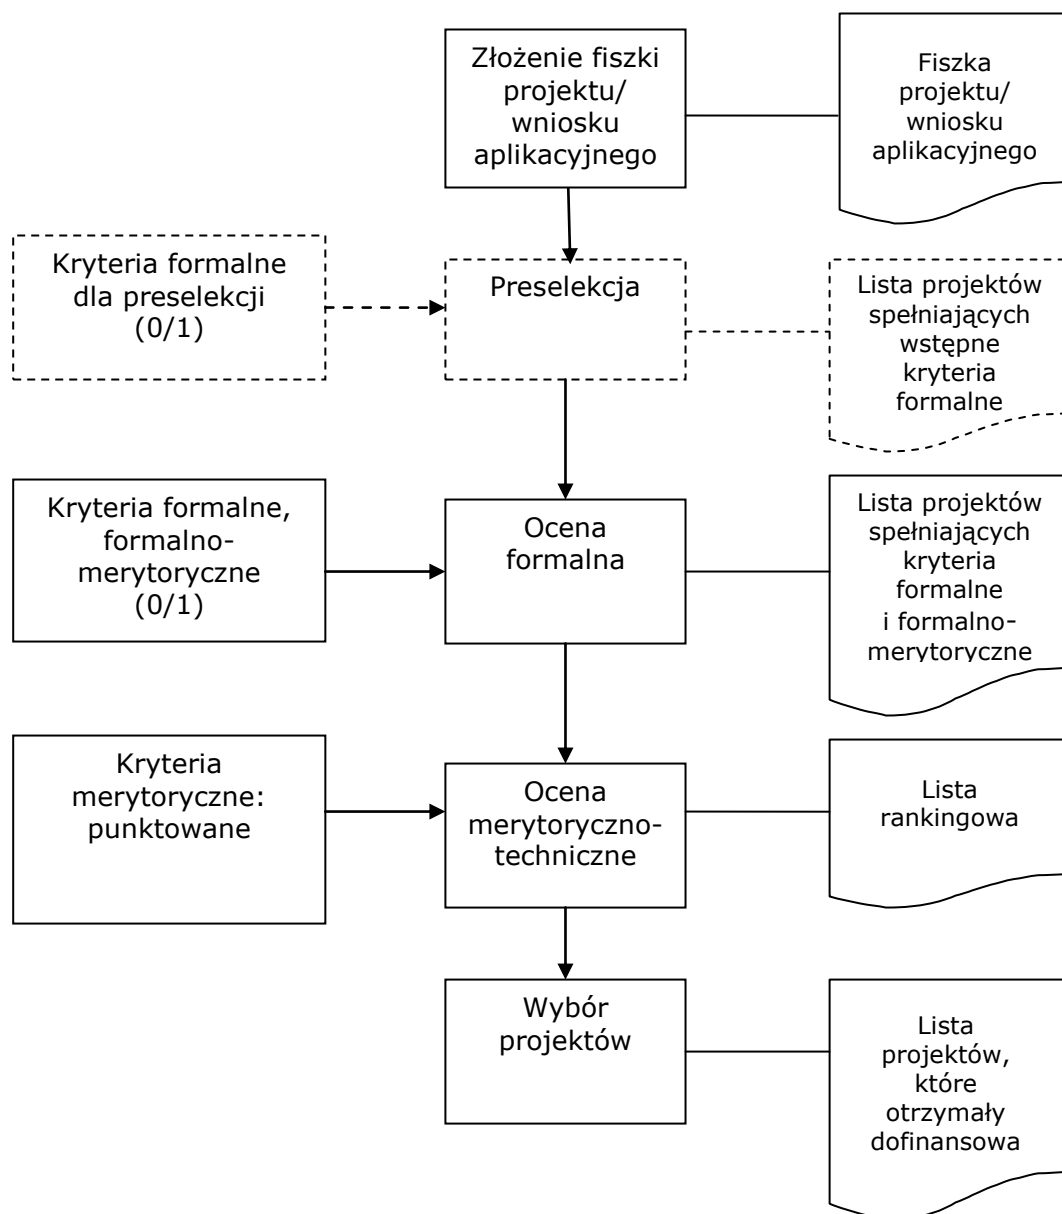 Złożenie fiszki
projektu/
wniosku
aplikacyjnego
Fiszka
projektu/
wniosku
aplikacyjnego
Kryteria formalne
dla preselekcji
(0/1)
Preselekcja
Lista projektów
spełniających
wstępne
kryteria
formalne
Kryteria formalne,
formalno-
merytoryczne
(0/1)
Ocena
formalna
Lista projektów
spełniających
kryteria
formalne
i formalno-
merytoryczne
Kryteria
merytoryczne:
punktowane
Ocena
merytoryczno-
techniczne
Lista
rankingowa
Wybór
projektów
Lista
projektów,
które
otrzymały
dofinansowa